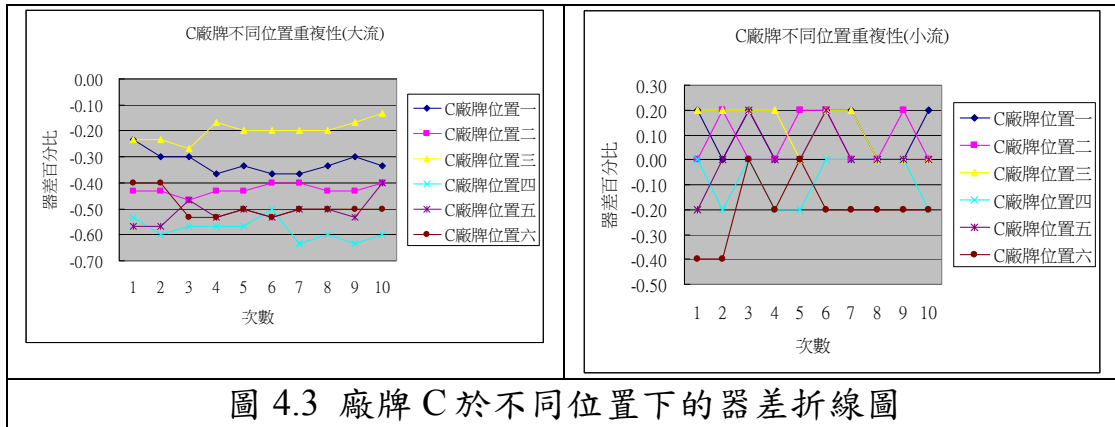 C廠牌不同位置重複性(大流)
器差百分比
0.00
-0.10
-0.20
-0.30
-0.40
-0.50
-0.60
-0.70
1 2 3 4 5 6 7 8 9 10
次數
C廠牌位置一
C廠牌位置二
C廠牌位置三
C廠牌位置四
C廠牌位置五
C廠牌位置六
C廠牌不同位置重複性(小流)
器差百分比
0.30
0.20
0.10
0.00
-0.10
-0.20
-0.30
-0.40
-0.50
1 2 3 4 5 6 7 8 9 10
次數
C廠牌位置一
C廠牌位置二
C廠牌位置三
C廠牌位置四
C廠牌位置五
C廠牌位置六
圖 4.3 廠牌 C 於不同位置下的器差折線圖